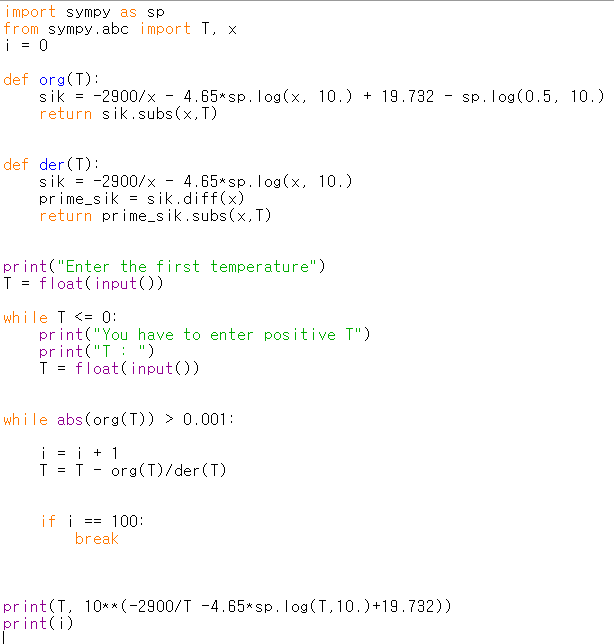 import sympy as sp
from sympy.abc import T, x
i = 0
def org(T):
sik = -2900/x - 4.65*sp.log(x, 10.) + 19.732 - sp.log(0.5, 10.)
return sik.subs(x,T)
def der(T):
sik = -2900/x - 4.65*sp.log(x, 10.)
prime_sik = sik.diff(x)
return prime_sik.subs(x,T)
print("Enter the first temperature")
T = float(input())
while T <= 0:
print("You have to enter positive T")
print("T : ")
T = float(input())
while abs(org(T)) > 0.001:
i = i + 1
T = T - org(T)/der(T)
if i == 100:
break
print(T, 10**(-2900/T -4.65*sp.log(T,10.)+19.732))
print(i)